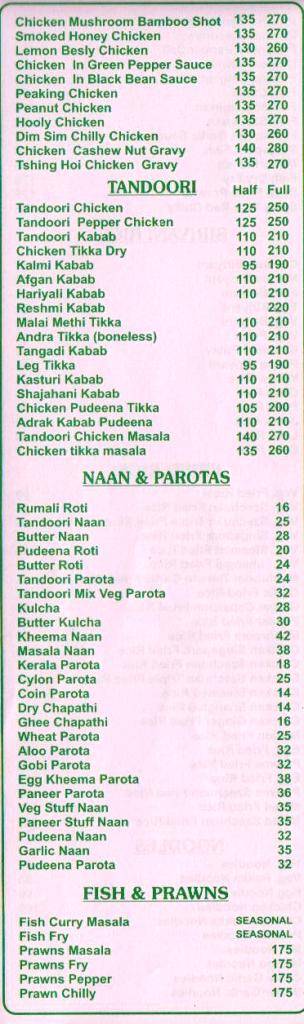 Chicken Mushroom Bamboo Shot 135 270
Smoked Honey Chicken 135 270
Lemon Besly Chicken 130 260
Chicken In Green Pepper Sauce 135 270
Chicken In Black Bean Sauce 135 270
Peaking Chicken 135 270
Peanut Chicken 135 270
Hooly Chicken 135 270
Dim Sim Chilly Chicken 130 260
Chicken Cashew Nut Gravy 140 280
Tshing Hoi Chicken Gravy 135 270
TANDOORI Half Full
Tandoori Chicken 125 250
Tandoori Pepper Chicken 125 250
Tandoori Kabab 110 210
Chicken Tikka Dry 110 210
Kalmi Kabab 95 190
Afgan Kabab 110 210
Hariyali Kabab 110 210
Reshmi Kabab 220
Malai Methi Tikka 110 210
Andra Tikka (boneless) 110 210
Tangadi Kabab 110 210
Leg Tikka 95 190
Kasturi Kabab 110 210
Shajahani Kabab 110 210
Chicken Pudeena Tikka 105 200
Adrak Kabab Pudeena 110 210
Tandoori Chicken Masala 140 270
Chicken tikka masala 135 260
NAAN & PAROTAS
Rumali Roti 16
Tandoori Naan 25
Butter Naan 28
Pudeena Roti 20
Butter Roti 24
Tandoori Parota 24
Tandoori Mix Veg Parota 32
Kulcha 28
Butter Kulcha 30
Kheema Naan 42
Masala Naan 38
Kerala Parota 18
Cylon Parota 25
Coin Parota 14
Dry Chapathi 14
Ghee Chapathi 16
Wheat Parota 25
Aloo Parota 32
Gobi Parota 32
Egg Kheema Parota 38
Paneer Parota 36
Veg Stuff Naan 35
Paneer Stuff Naan 35
Pudeena Naan 32
Garlic Naan 35
Pudeena Parota 32
FISH & PRAWNS
Fish Curry Masala SEASONAL
Fish Fry SEASONAL
Prawns Masala 175
Prawns Fry 175
Prawns Pepper 175
Prawn Chilly 175